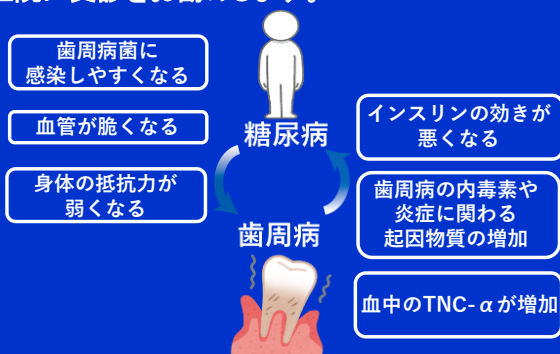 歯周病菌に
感染しやすくなる
血管が脆くなる
身体の抵抗力が
弱くなる
糖尿病
歯周病
インスリンの効きが
悪くなる
歯周病の内毒素や
炎症に関わる
起因物質の増加
血中のTNC-αが増加